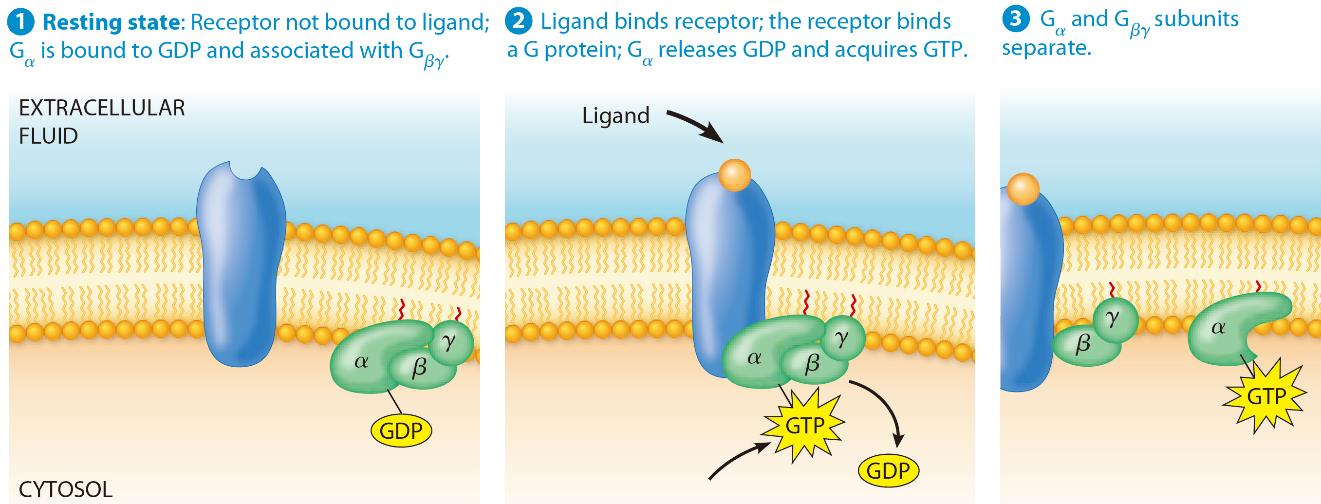 1 Resting state: Receptor not bound to ligand;
Gα is bound to GDP and associated with Gβγ.
2 Ligand binds receptor; the receptor binds
a G protein; Gα releases GDP and acquires GTP.
3 Gα and Gβγ subunits
separate.
EXTRACELLULAR
FLUID
α
β
γ
GDP
CYTOSOL
Ligand
α
β
γ
GTP
GDP
β
γ
α
GTP